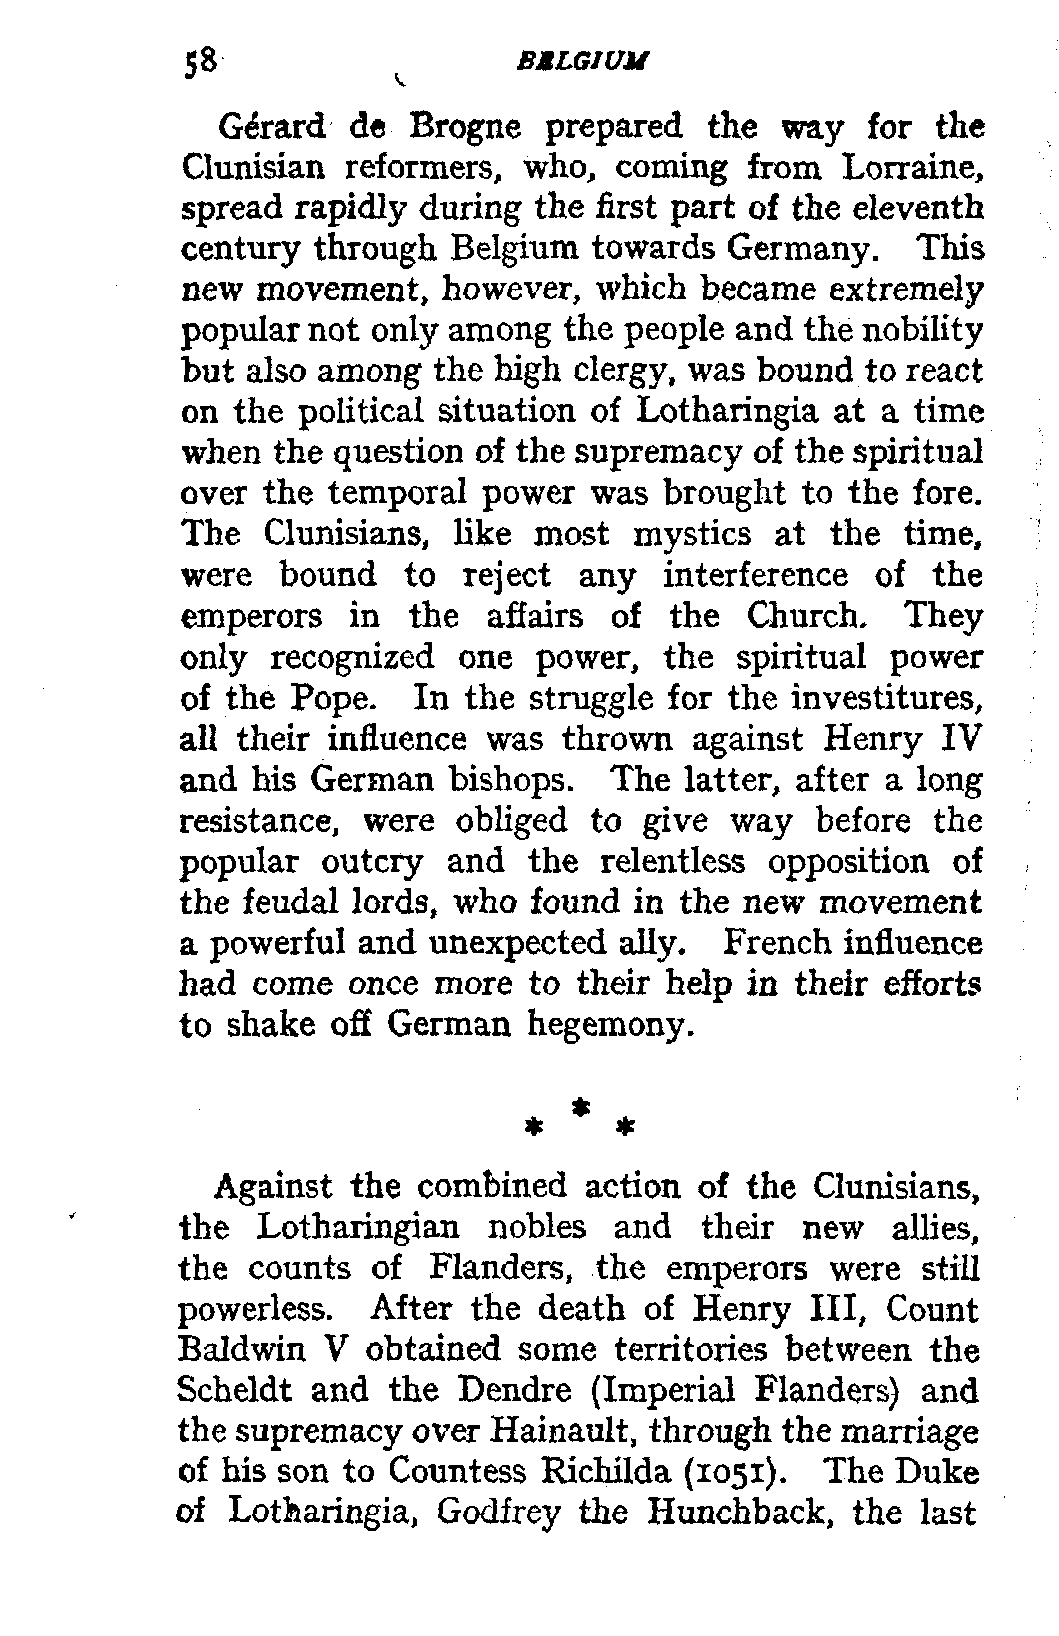 58 BELGIUM
Gérard de Brogne prepared the way for the
Clunisian reformers, who, coming from Lorraine,
spread rapidly during the first part of the eleventh
century through Belgium towards Germany. This
new movement, however, which became extremely
popular not only among the people and the nobility
but also among the high clergy, was bound to react
on the political situation of Lotharingia at a time
when the question of the supremacy of the spiritual
over the temporal power was brought to the fore.
The Clunisians, like most mystics at the time,
were bound to reject any interference of the
emperors in the affairs of the Church. They
only recognized one power, the spiritual power
of the Pope. In the struggle for the investitures,
all their influence was thrown against Henry IV
and his German bishops. The latter, after a long
resistance, were obliged to give way before the
popular outcry and the relentless opposition of
the feudal lords, who found in the new movement
a powerful and unexpected ally. French influence
had come once more to their help in their efforts
to shake off German hegemony.
* * *
Against the combined action of the Clunisians,
the Lotharingian nobles and their new allies,
the counts of Flanders, the emperors were still
powerless. After the death of Henry III, Count
Baldwin V obtained some territories between the
Scheldt and the Dendre (Imperial Flanders) and
the supremacy over Hainault, through the marriage
of his son to Countess Richilda (1051). The Duke
of Lotharingia, Godfrey the Hunchback, the last